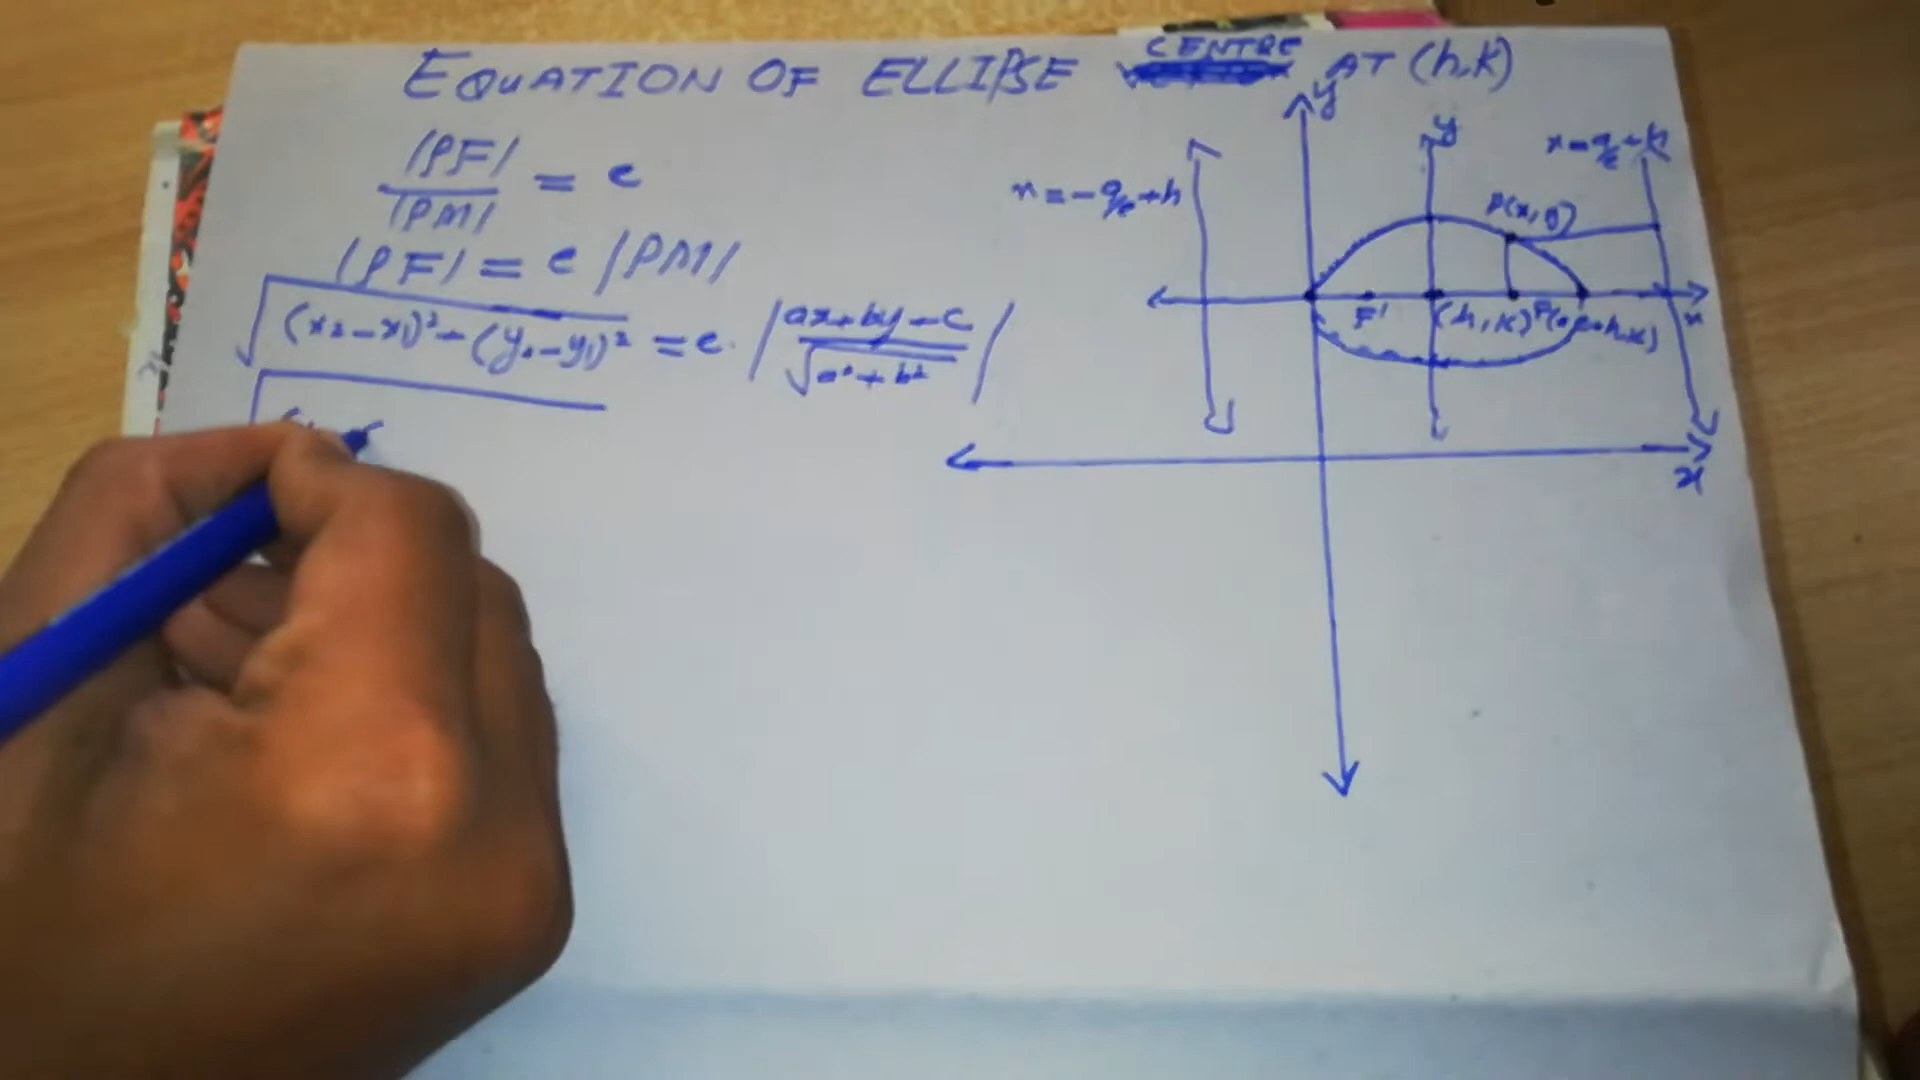 EQUATION OF ELLIPSE CENTRE AT (h,k)
|PF|
|PM| = e
|PF| = e |PM|
√(x₂-x₁)²-(y₂-y₁)² = e. |ax+by-c / √a²+b²|
y
y
x=a/e+h
x=-a/e+h
P(x,y)
F'
(h,k)
x
x